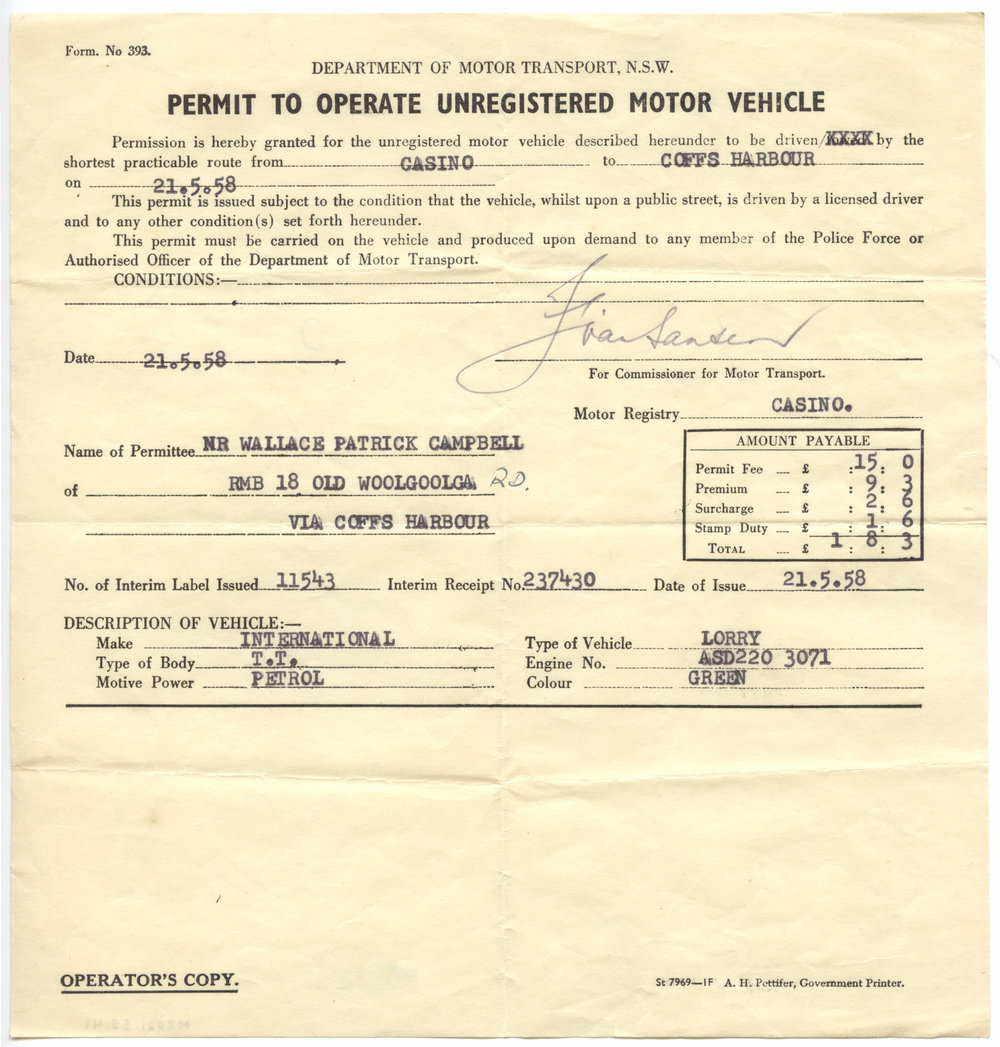 Form. No 393.
DEPARTMENT OF MOTOR TRANSPORT, N.S.W.
PERMIT TO OPERATE UNREGISTERED MOTOR VEHICLE
Permission is hereby granted for the unregistered motor vehicle described hereunder to be driven/XXXX by the
shortest practicable route from CASINO to COFFS HARBOUR
on 21.5.58
This permit is issued subject to the condition that the vehicle, whilst upon a public street, is driven by a licensed driver
and to any other condition(s) set forth hereunder.
This permit must be carried on the vehicle and produced upon demand to any member of the Police Force or
Authorised Officer of the Department of Motor Transport.
CONDITIONS:—
Date 21.5.58
For Commissioner for Motor Transport.
Motor Registry CASINO.
Name of Permittee NR WALLACE PATRICK CAMPBELL
of RMB 18 OLD WOOLGOOLGA RD.
VIA COFFS HARBOUR
AMOUNT PAYABLE
Permit Fee — £ : 15 : 0
Premium — £ : 9 : 3
Surcharge — £ : 2 : 6
Stamp Duty — £ : 1 : 6
TOTAL — £ 1 : 8 : 3
No. of Interim Label Issued 11543 Interim Receipt No. 237430 Date of Issue 21.5.58
DESCRIPTION OF VEHICLE:—
Make INTERNATIONAL Type of Vehicle LORRY
Type of Body T.T. Engine No. ASD220 3071
Motive Power PETROL Colour GREEN
OPERATOR'S COPY.
St 7969—1F A. H. Pettifer, Government Printer.